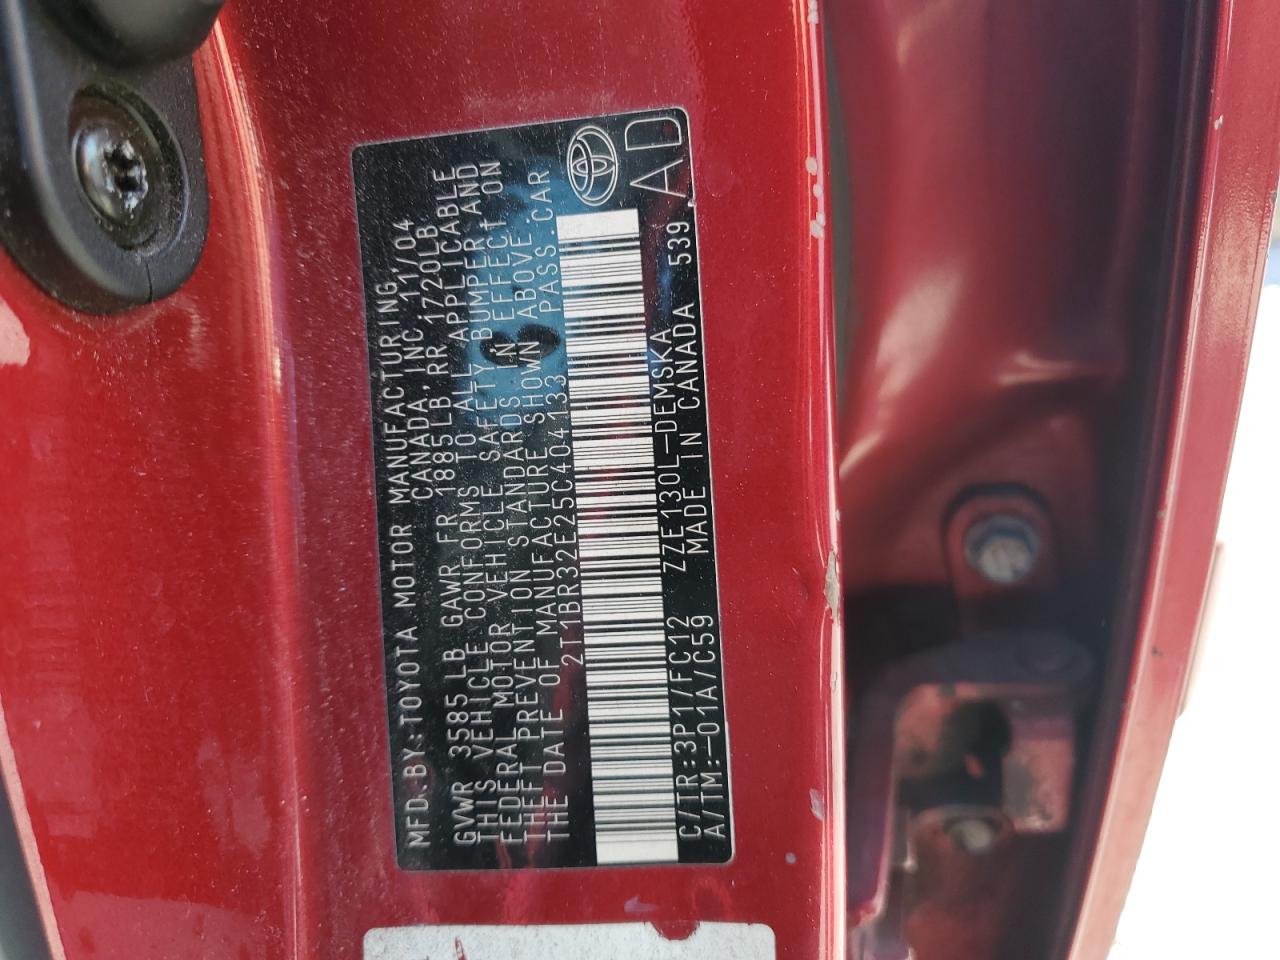 MFD.BY:TOYOTA MOTOR MANUFACTURING,
CANADA, INC. 11/04
GVWR 3585 LB GAWR FR 1885LB, RR 1720LB
THIS VEHICLE CONFORMS TO ALL APPLICABLE
FEDERAL MOTOR VEHICLE SAFETY BUMPER AND
THEFT PREVENTION STANDARDS IN EFFECT ON
THE DATE OF MANUFACTURE SHOWN ABOVE.
2T1BR32E25C404133 PASS.CAR
C/TR:3P1/FC12 ZZE130L-DEMSKA
A/TM:-01A/C59 MADE IN CANADA 539
AD